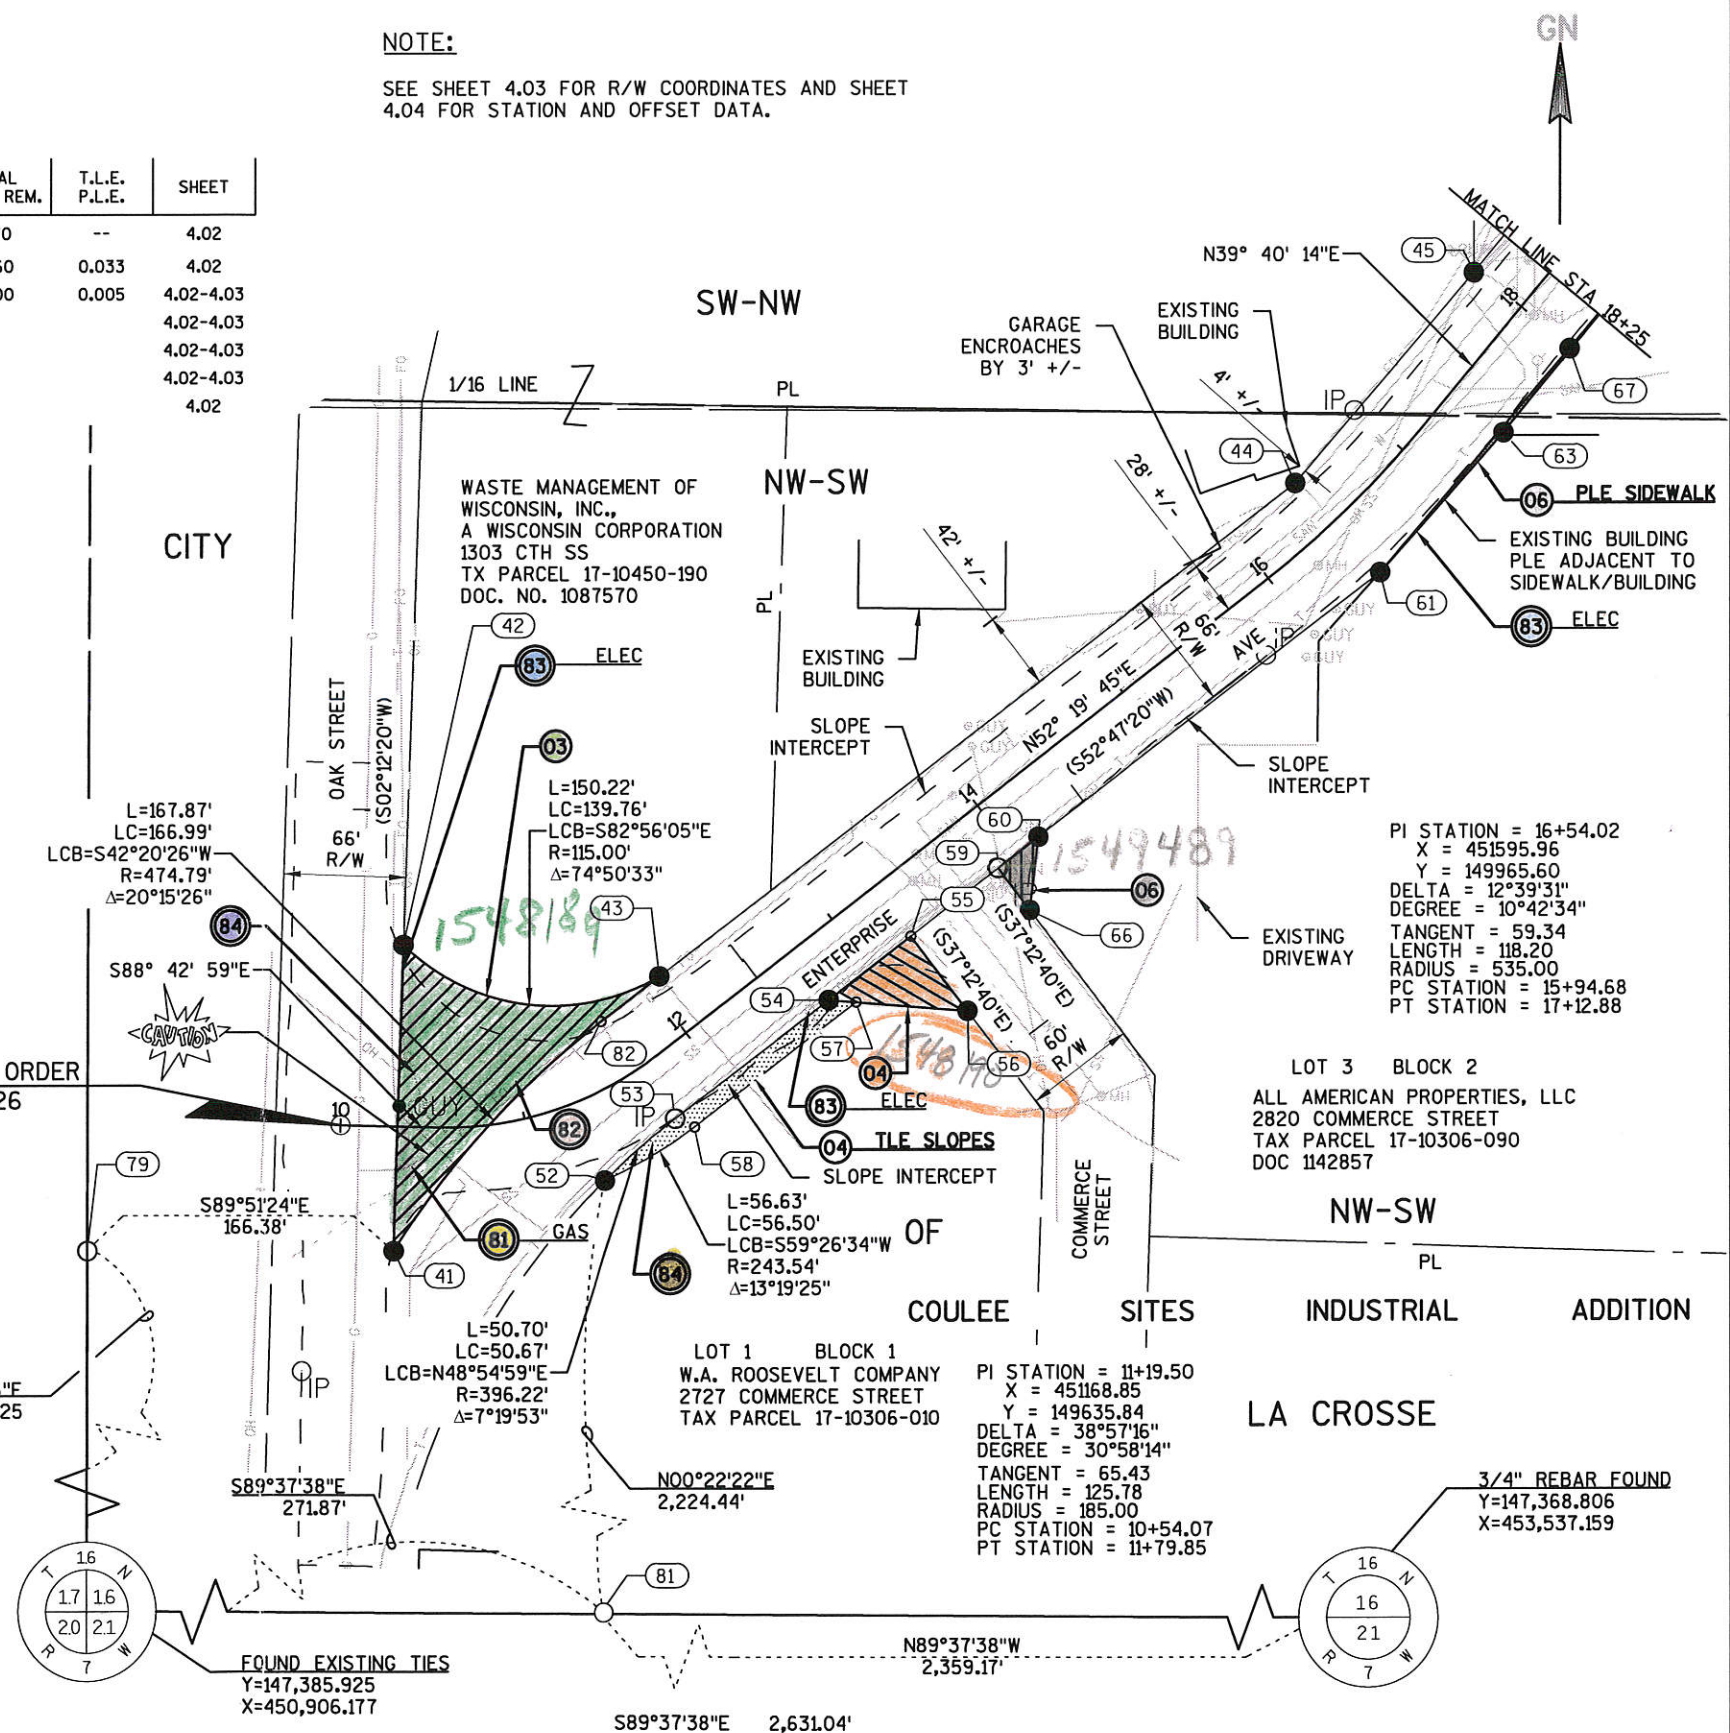 NOTE:
SEE SHEET 4.03 FOR R/W COORDINATES AND SHEET
4.04 FOR STATION AND OFFSET DATA.
GN
AL
REM.
T.L.E.
P.L.E.
SHEET
0
--
4.02
0.033
4.02
0.005
4.02-4.03
4.02-4.03
4.02-4.03
4.02-4.03
4.02
MATCH LINE STA 18+25
N39° 40' 14"E
45
18
SW-NW
EXISTING
BUILDING
GARAGE
ENCROACHES
BY 3' +/-
4' +/-
1/16 LINE
PL
IP
67
44
63
28' +/-
NW-SW
06 PLE SIDEWALK
WASTE MANAGEMENT OF
WISCONSIN, INC.,
A WISCONSIN CORPORATION
1303 CTH SS
TX PARCEL 17-10450-190
DOC. NO. 1087570
CITY
42' +/-
EXISTING BUILDING
PLE ADJACENT TO
SIDEWALK/BUILDING
16
PL
61
83 ELEC
42
83 ELEC
66'
R/W
AVE
IP
GUY
GUY
GUY
EXISTING
BUILDING
N52° 19' 45"E
(S52°47'20"W)
OAK STREET
(S02°12'20"W)
SLOPE
INTERCEPT
GUY
GUY
03
SLOPE
INTERCEPT
L=150.22'
LC=139.76'
LCB=S82°56'05"E
R=115.00'
Δ=74°50'33"
L=167.87'
LC=166.99'
LCB=S42°20'26"W
R=474.79'
Δ=20°15'26"
66'
R/W
14
60
59
1549489
PI STATION = 16+54.02
X = 451595.96
Y = 149965.60
DELTA = 12°39'31"
DEGREE = 10°42'34"
TANGENT = 59.34
LENGTH = 118.20
RADIUS = 535.00
PC STATION = 15+94.68
PT STATION = 17+12.88
06
55
43
1548189
84
66
ENTERPRISE
(S37°12'40"E)
(S37°12'40"E)
EXISTING
DRIVEWAY
S88° 42' 59"E
54
CAUTION
12
82
57
56
60'
R/W
1548190
04
ORDER
26
LOT 3 BLOCK 2
ALL AMERICAN PROPERTIES, LLC
2820 COMMERCE STREET
TAX PARCEL 17-10306-090
DOC 1142857
10
GUY
53
83 ELEC
MH
82
IP
04 TLE SLOPES
79
58
52
SLOPE INTERCEPT
S89°51'24"E
166.38'
L=56.63'
LC=56.50'
LCB=S59°26'34"W
R=243.54'
Δ=13°19'25"
COMMERCE
STREET
NW-SW
81 GAS
OF
PL
41
84
COULEE SITES INDUSTRIAL ADDITION
L=50.70'
LC=50.67'
LCB=N48°54'59"E
R=396.22'
Δ=7°19'53"
LOT 1 BLOCK 1
W.A. ROOSEVELT COMPANY
2727 COMMERCE STREET
TAX PARCEL 17-10306-010
PI STATION = 11+19.50
X = 451168.85
Y = 149635.84
DELTA = 38°57'16"
DEGREE = 30°58'14"
TANGENT = 65.43
LENGTH = 125.78
RADIUS = 185.00
PC STATION = 10+54.07
PT STATION = 11+79.85
IP
25
LA CROSSE
S89°37'38"E
271.87'
N00°22'22"E
2,224.44'
3/4" REBAR FOUND
Y=147,368.806
X=453,537.159
81
16
T N
17 16
20 21
R W
7
16
T N
16
21
R W
7
N89°37'38"W
2,359.17'
FOUND EXISTING TIES
Y=147,385.925
X=450,906.177
S89°37'38"E 2,631.04'